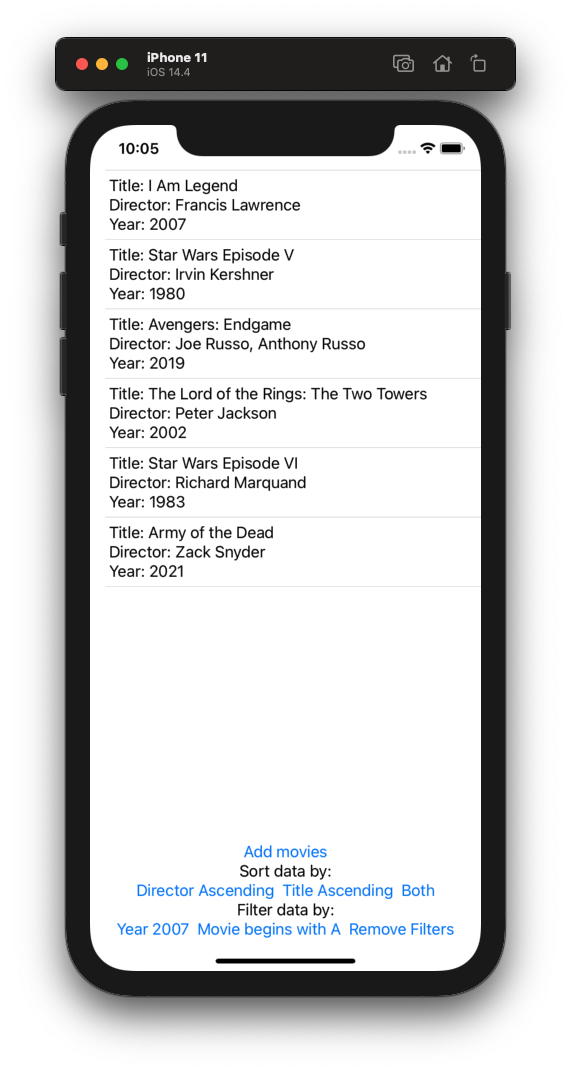 iPhone 11
iOS 14.4
10:05
Title: I Am Legend
Director: Francis Lawrence
Year: 2007
Title: Star Wars Episode V
Director: Irvin Kershner
Year: 1980
Title: Avengers: Endgame
Director: Joe Russo, Anthony Russo
Year: 2019
Title: The Lord of the Rings: The Two Towers
Director: Peter Jackson
Year: 2002
Title: Star Wars Episode VI
Director: Richard Marquand
Year: 1983
Title: Army of the Dead
Director: Zack Snyder
Year: 2021
Add movies
Sort data by:
Director Ascending Title Ascending Both
Filter data by:
Year 2007 Movie begins with A Remove Filters